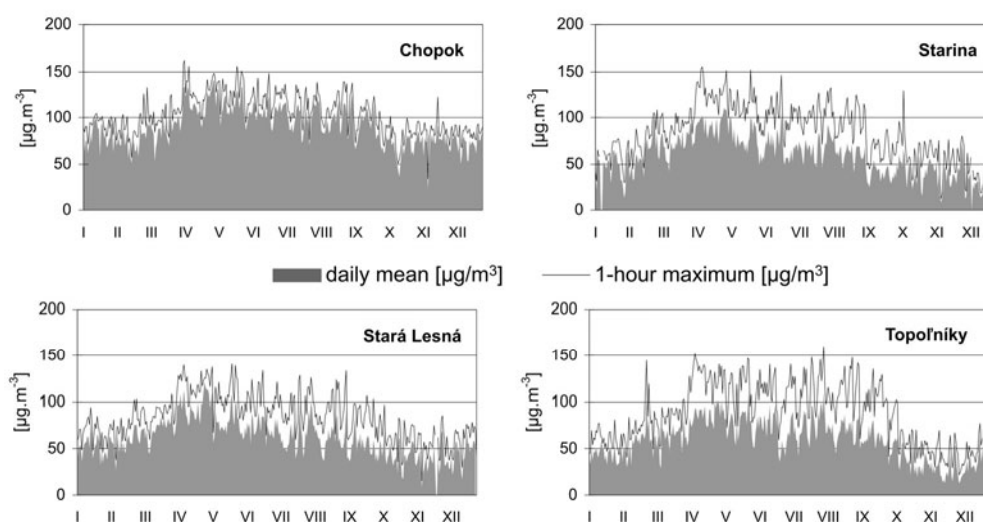 200
Chopok
150
[µg.m-3]
100
50
0
I II III IV V VI VII VIII IX X XI XII
200
Starina
150
[µg.m-3]
100
50
0
I II III IV V VI VII VIII IX X XI XII
daily mean [µg/m3] 1-hour maximum [µg/m3]
200
Stará Lesná
150
[µg.m-3]
100
50
0
I II III IV V VI VII VIII IX X XI XII
200
Topoľníky
150
[µg.m-3]
100
50
0
I II III IV V VI VII VIII IX X XI XII